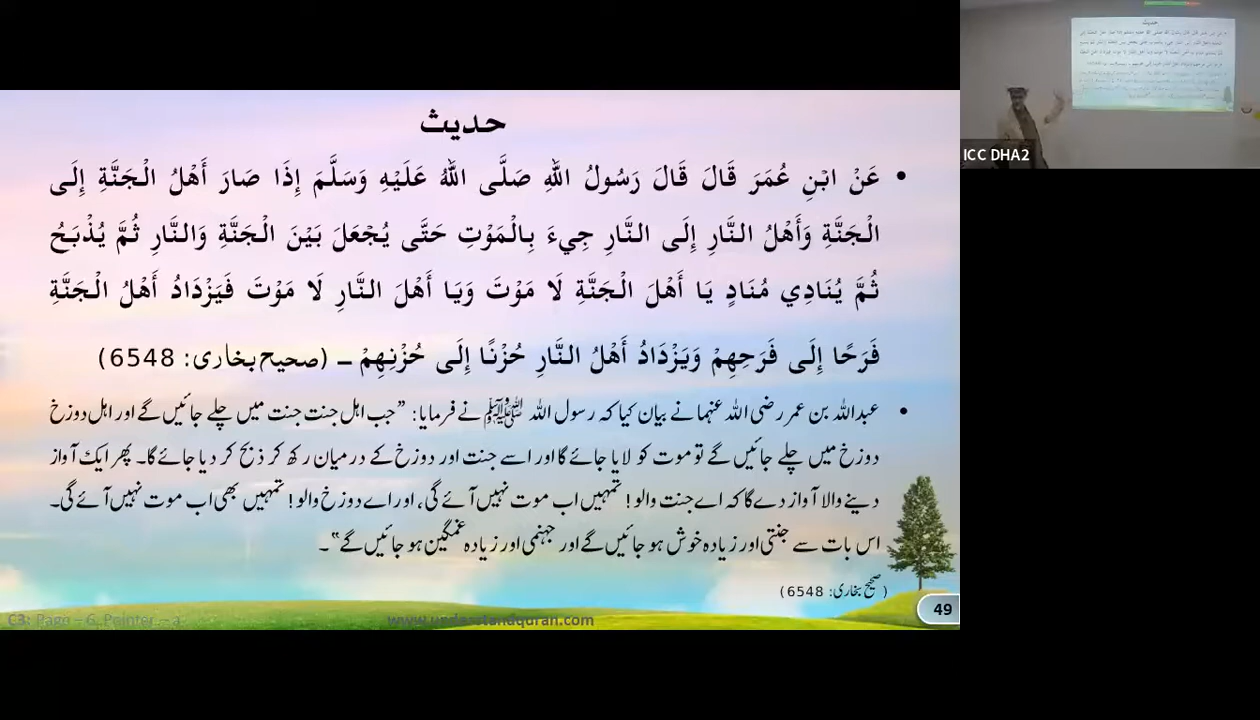 حدیث
• عَنْ ابْنِ عُمَرَ قَالَ قَالَ رَسُولُ اللهِ صَلَّى اللهُ عَلَيْهِ وَسَلَّمَ إِذَا صَارَ أَهْلُ الْجَنَّةِ إِلَى
الْجَنَّةِ وَأَهْلُ النَّارِ إِلَى النَّارِ جِيءَ بِالْمَوْتِ حَتَّى يُجْعَلَ بَيْنَ الْجَنَّةِ وَالنَّارِ ثُمَّ يُذْبَحُ
ثُمَّ يُنَادِي مُنَادٍ يَا أَهْلَ الْجَنَّةِ لَا مَوْتَ وَيَا أَهْلَ النَّارِ لَا مَوْتَ فَيَزْدَادُ أَهْلُ الْجَنَّةِ
فَرَحًا إِلَى فَرَحِهِمْ وَيَزْدَادُ أَهْلُ النَّارِ حُزْنًا إِلَى حُزْنِهِمْ ـ (صحیح بخاری: 6548)
• عبداللہ بن عمر رضی اللہ عنہما نے بیان کیا کہ رسول اللہ ﷺ نے فرمایا: ”جب اہل جنت جنت میں چلے جائیں گے اور اہل دوزخ
دوزخ میں چلے جائیں گے تو موت کو لایا جائے گا اور اسے جنت اور دوزخ کے درمیان رکھ کر ذبح کر دیا جائے گا۔ پھر ایک آواز
دینے والا آواز دے گا کہ اے جنت والو! تمہیں اب موت نہیں آئے گی، اور اے دوزخ والو! تمہیں بھی اب موت نہیں آئے گی۔
اس بات سے جنتی اور زیادہ خوش ہو جائیں گے اور جہنمی اور زیادہ غمگین ہو جائیں گے“۔
(صحیح بخاری: 6548)
C3: Page – 6 Pointer – a
www.understandquran.com
49
ICC DHA2